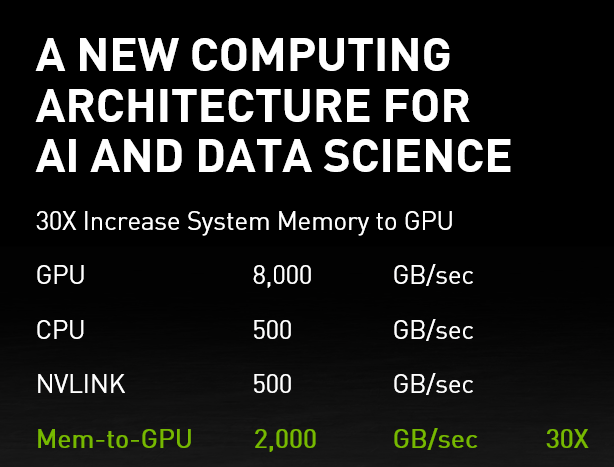 A NEW COMPUTING
ARCHITECTURE FOR
AI AND DATA SCIENCE
30X Increase System Memory to GPU
GPU 8,000 GB/sec
CPU 500 GB/sec
NVLINK 500 GB/sec
Mem-to-GPU 2,000 GB/sec 30X